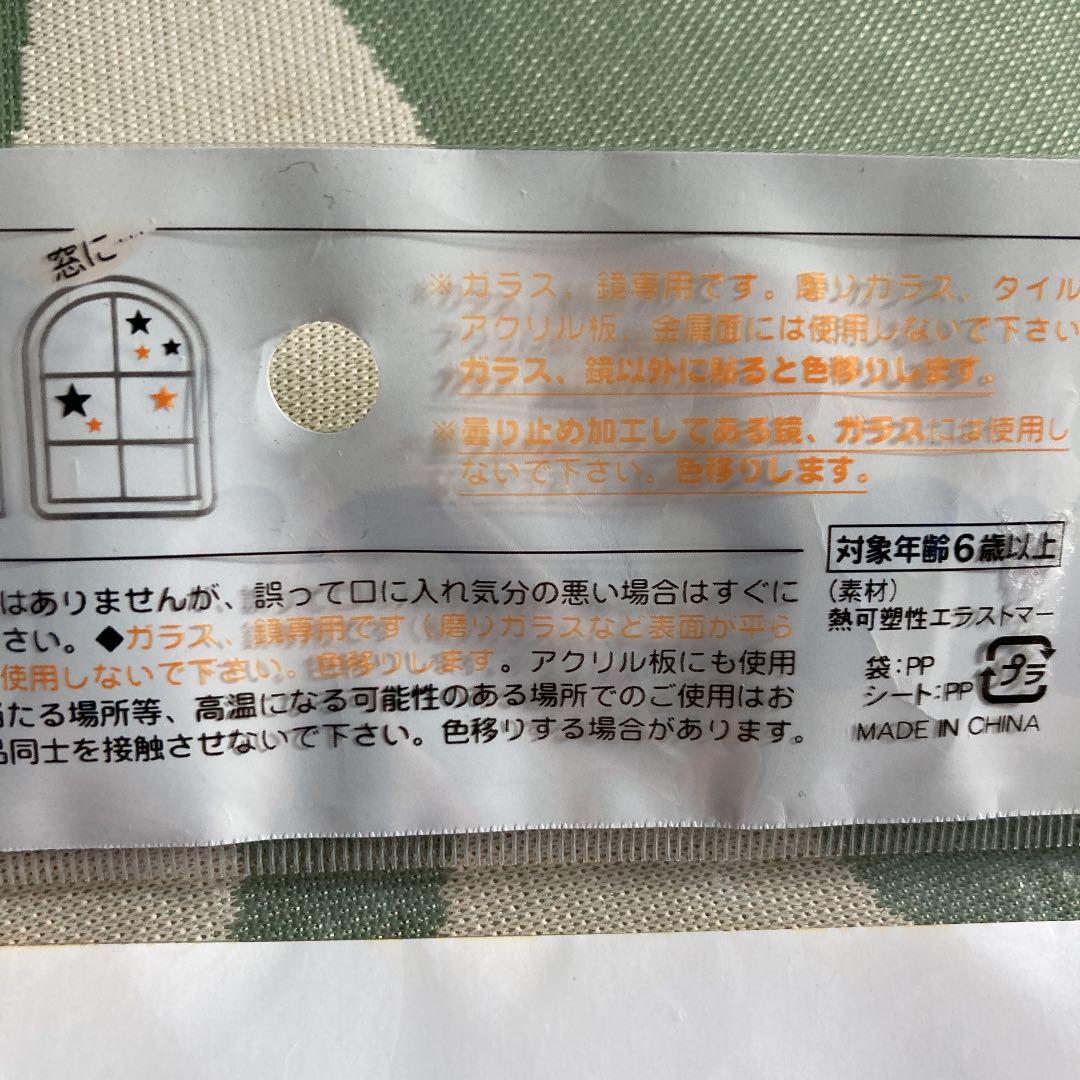 窓に…
※ガラス、鏡専用です。磨りガラス、タイル
アクリル板、金属面には使用しないで下さい
ガラス、鏡以外に貼ると色移りします。
※曇り止め加工してある鏡、ガラスには使用し
ないで下さい。色移りします。
対象年齢6歳以上
(素材)
熱可塑性エラストマー
袋:PP
シート:PP
プラ
MADE IN CHINA
はありませんが、誤って口に入れ気分の悪い場合はすぐに
さい。◆ガラス、鏡専用です(磨りガラスなど表面が平ら
使用しないで下さい。色移りします。アクリル板にも使用
当たる場所等、高温になる可能性のある場所でのご使用はお
品同士を接触させないで下さい。色移りする場合があります。